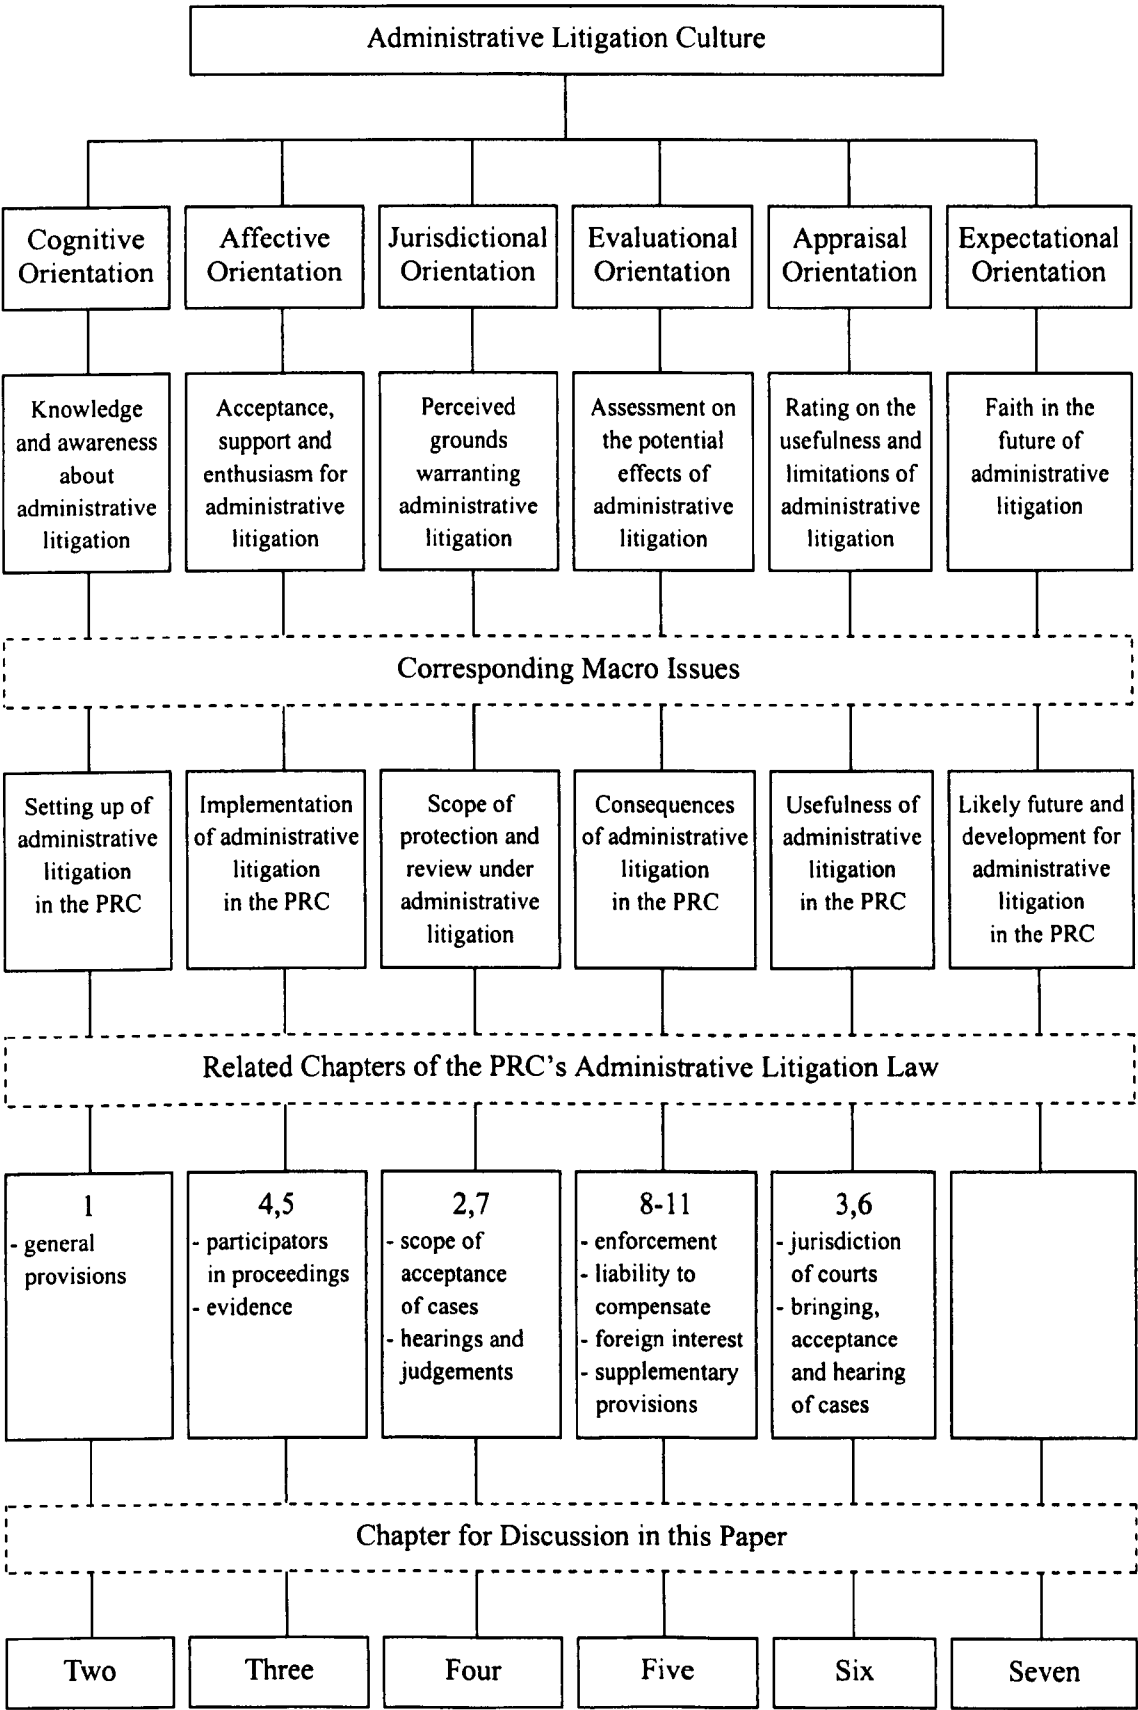 Administrative Litigation Culture
Cognitive
Orientation
Affective
Orientation
Jurisdictional
Orientation
Evaluational
Orientation
Appraisal
Orientation
Expectational
Orientation
Knowledge
and awareness
about
administrative
litigation
Acceptance,
support and
enthusiasm for
administrative
litigation
Perceived
grounds
warranting
administrative
litigation
Assessment on
the potential
effects of
administrative
litigation
Rating on the
usefulness and
limitations of
administrative
litigation
Faith in the
future of
administrative
litigation
Corresponding Macro Issues
Setting up of
administrative
litigation
in the PRC
Implementation
of administrative
litigation
in the PRC
Scope of
protection and
review under
administrative
litigation
Consequences
of administrative
litigation
in the PRC
Usefulness of
administrative
litigation
in the PRC
Likely future and
development for
administrative
litigation
in the PRC
Related Chapters of the PRC's Administrative Litigation Law
1
- general
provisions
4,5
- participators
in proceedings
- evidence
2,7
- scope of
acceptance
of cases
- hearings and
judgements
8-11
- enforcement
- liability to
compensate
- foreign interest
- supplementary
provisions
3,6
- jurisdiction
of courts
- bringing,
acceptance
and hearing
of cases
Chapter for Discussion in this Paper
Two
Three
Four
Five
Six
Seven